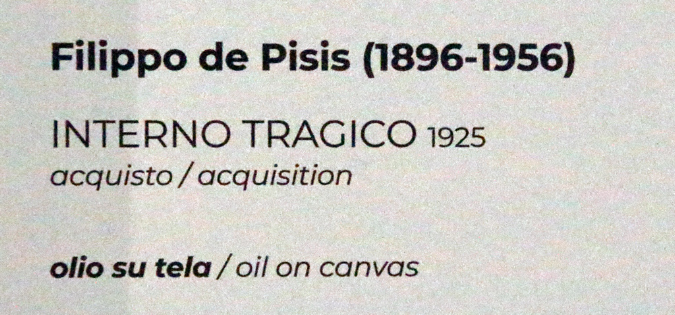 Filippo de Pisis (1896-1956)
INTERNO TRAGICO 1925
acquisto / acquisition
olio su tela / oil on canvas